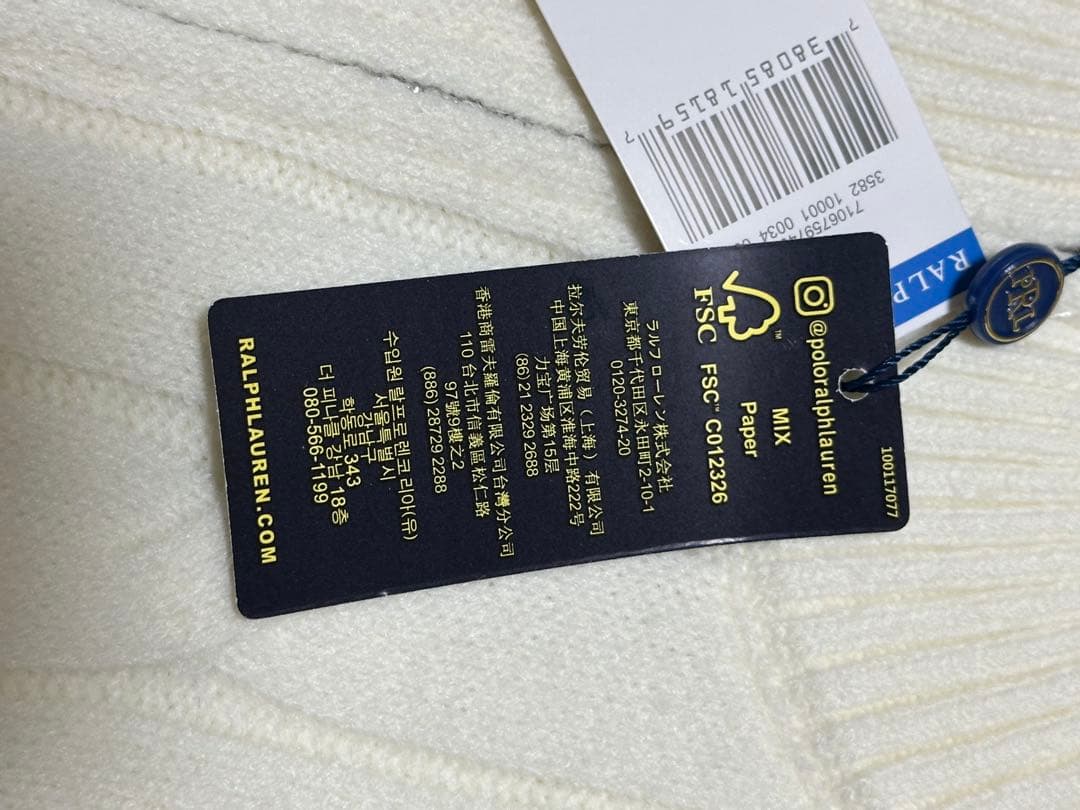 100117077
@poloralphlauren
MIX
Paper
FSC
FSC™ C012326
ラルフローレン株式会社
東京都千代田区永田町2-10-1
0120-3274-20
拉尔夫劳伦贸易（上海）有限公司
中国上海黄浦区淮海中路222号
力宝广场第15层
(86)21 2329 2688
香港商雷夫羅倫有限公司台灣分公司
110 台北市信義區松仁路
97號9樓之2
(886) 28729 2288
수입원 랄프로렌코리아(유)
서울특별시
강남구
학동로 343
더 피나클 강남 18층
080-566-1199
RALPHLAUREN.COM
7 38085 18159 7
3582 10001 0034
RALP
PRL